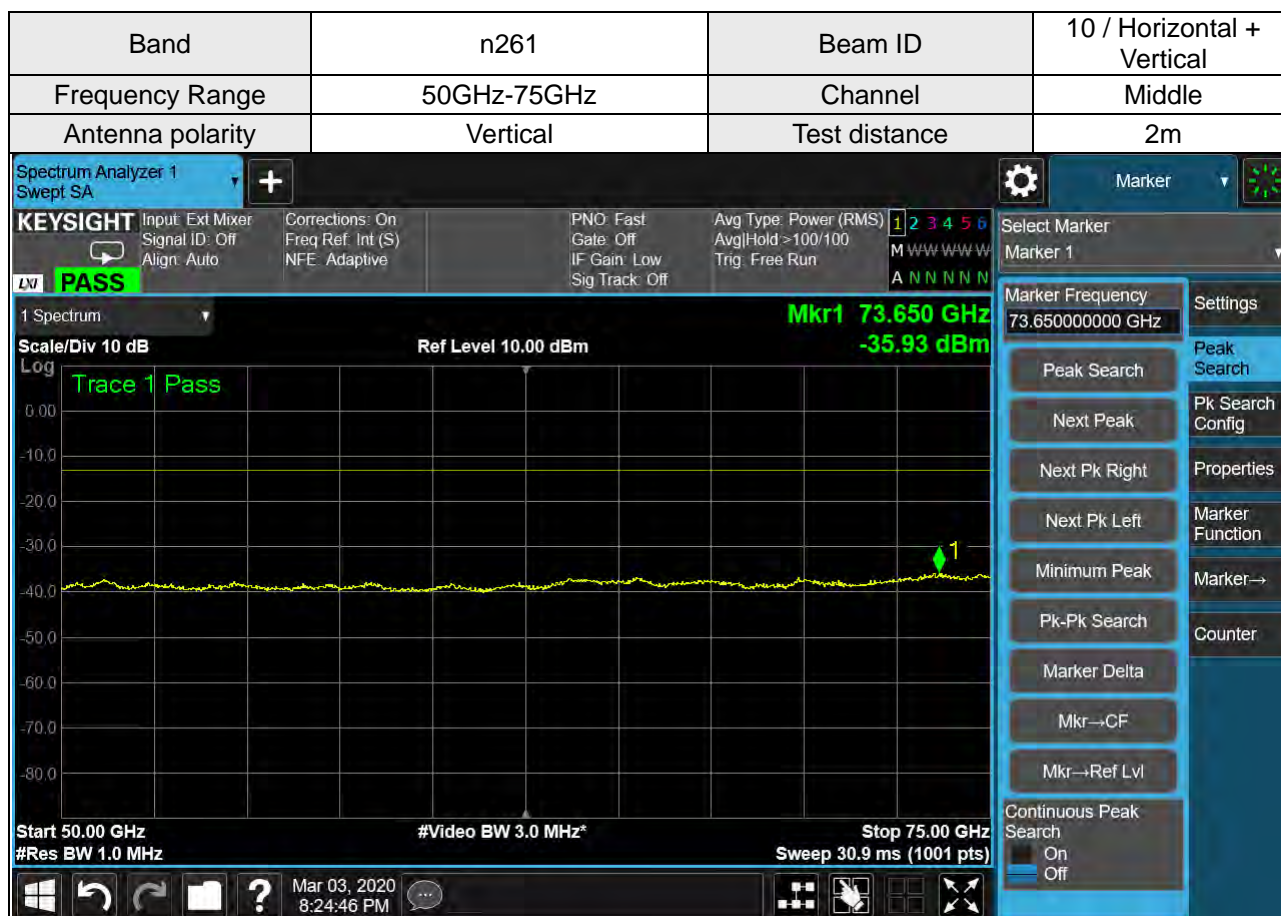 Band n261 Beam ID 10 / Horizontal + Vertical
Frequency Range 50GHz-75GHz Channel Middle
Antenna polarity Vertical Test distance 2m
Spectrum Analyzer 1
Swept SA
+
Marker
KEYSIGHT
LXI PASS
Input: Ext Mixer
Signal ID: Off
Align: Auto
Corrections: On
Freq Ref: Int (S)
NFE: Adaptive
PNO: Fast
Gate: Off
IF Gain: Low
Sig Track: Off
Avg Type: Power (RMS)
Avg|Hold:>100/100
Trig: Free Run
1 2 3 4 5 6
M W W W W W
A N N N N N
Select Marker
Marker 1
1 Spectrum
Mkr1 73.650 GHz
-35.93 dBm
Scale/Div 10 dB
Ref Level 10.00 dBm
Log
Trace 1 Pass
0.00
-10.0
-20.0
-30.0
-40.0
-50.0
-60.0
-70.0
-80.0
1
Start 50.00 GHz
#Video BW 3.0 MHz*
Stop 75.00 GHz
#Res BW 1.0 MHz
Sweep 30.9 ms (1001 pts)
Marker Frequency
73.650000000 GHz
Peak Search
Next Peak
Next Pk Right
Next Pk Left
Minimum Peak
Pk-Pk Search
Marker Delta
Mkr→CF
Mkr→Ref Lvl
Continuous Peak
Search
On
Off
Settings
Peak
Search
Pk Search
Config
Properties
Marker
Function
Marker→
Counter
?
Mar 03, 2020
8:24:46 PM